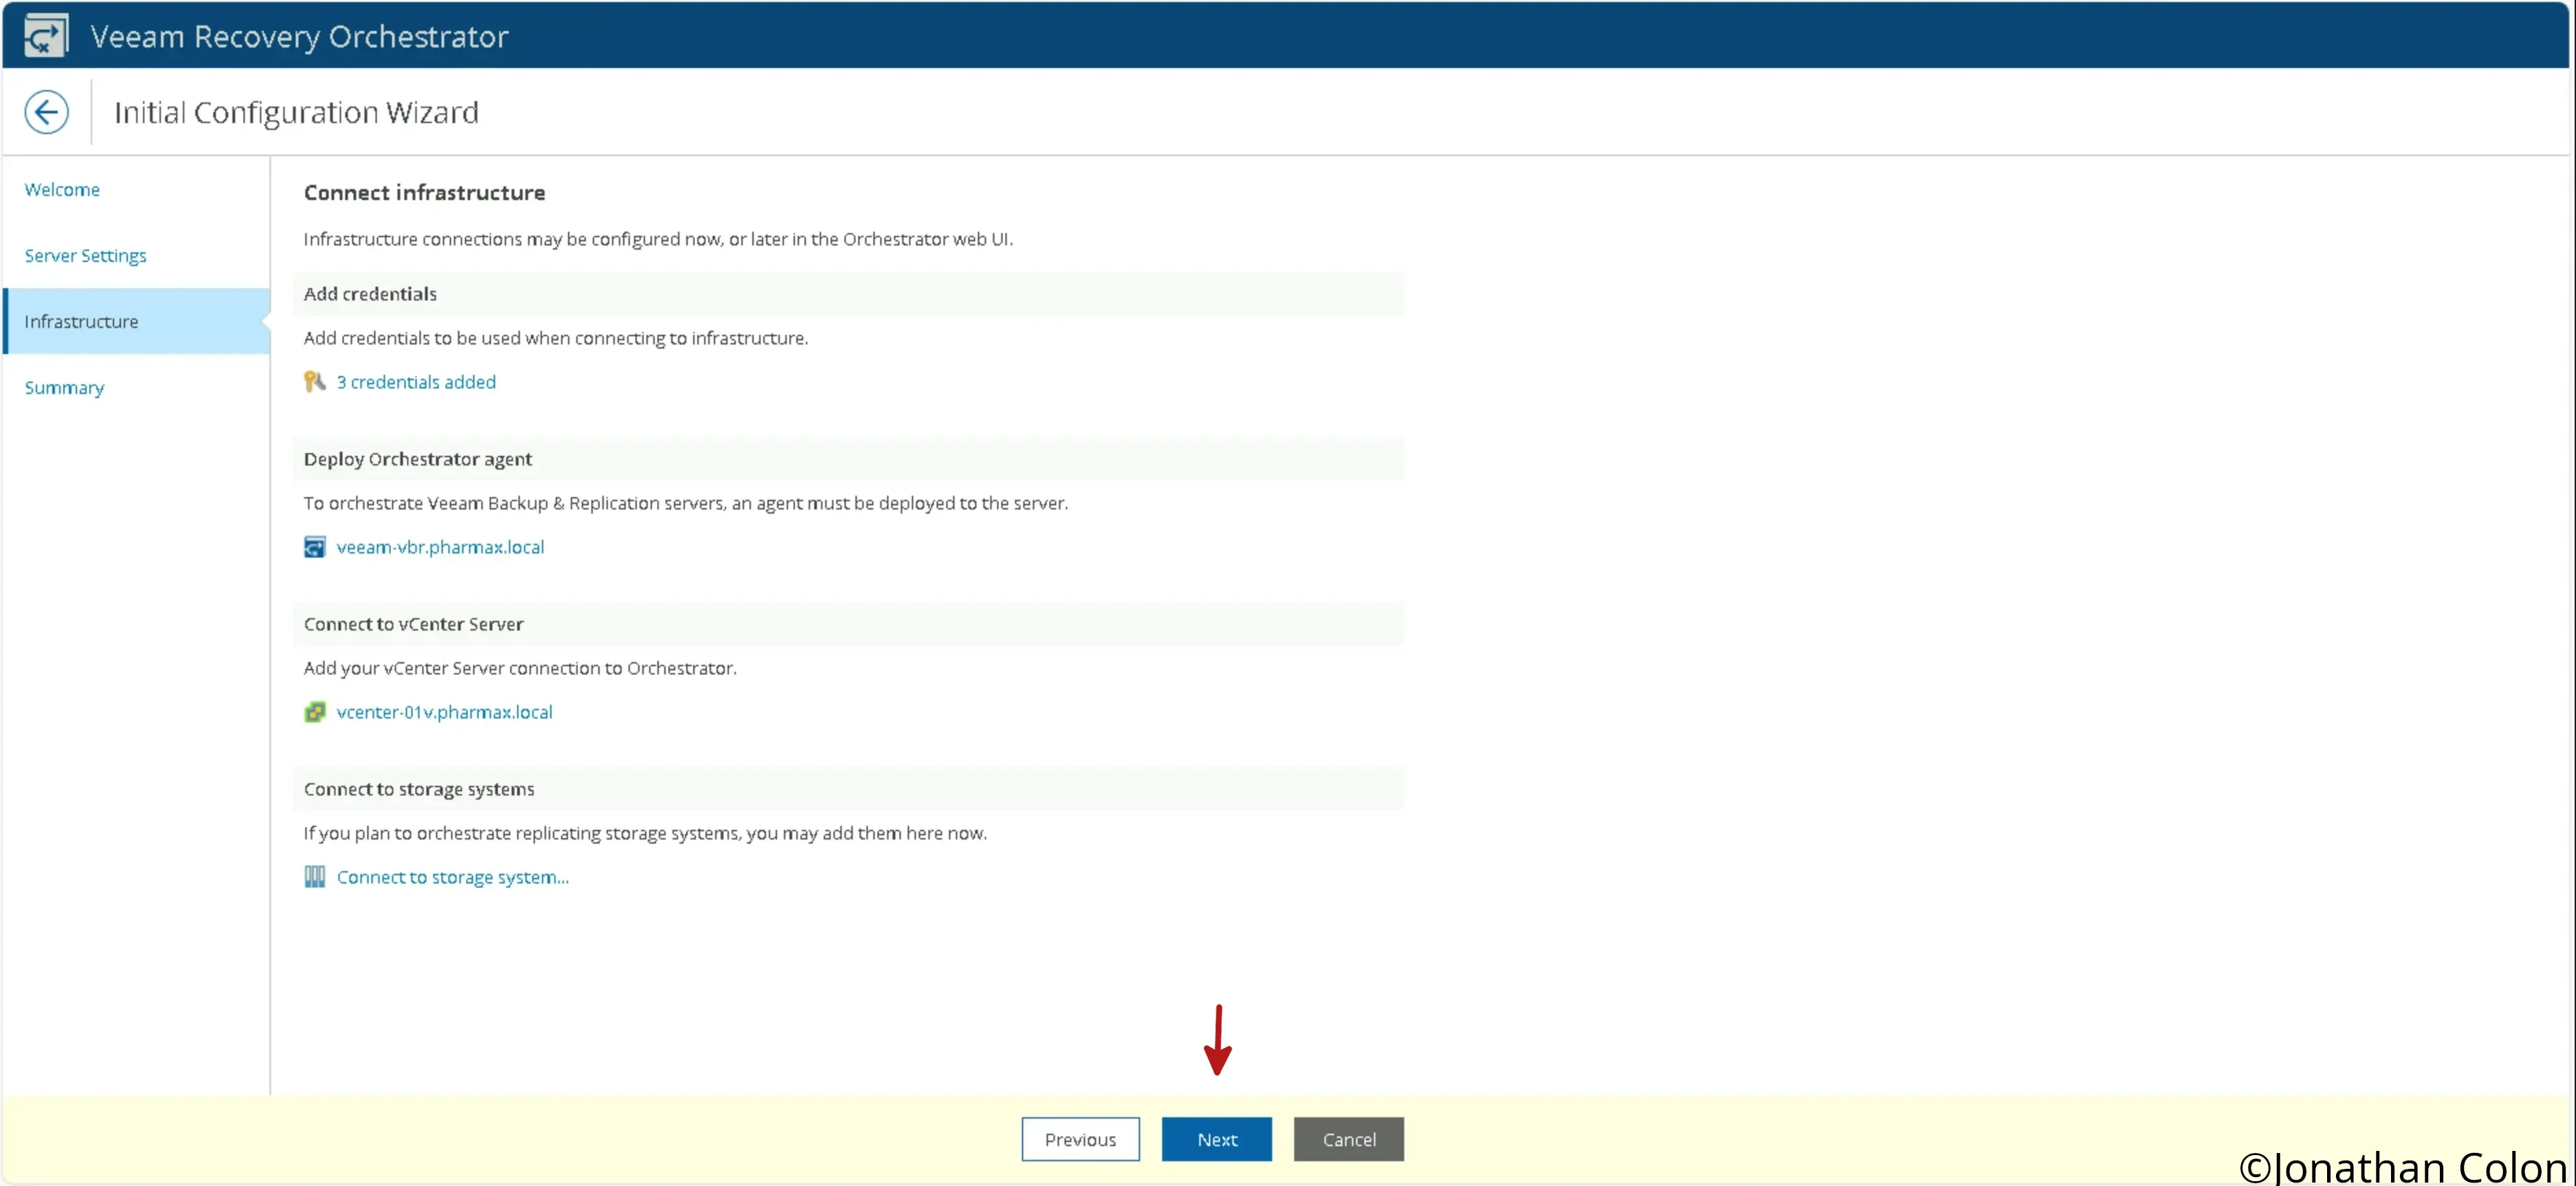 Veeam Recovery Orchestrator
Initial Configuration Wizard
Welcome
Server Settings
Infrastructure
Summary
Connect infrastructure
Infrastructure connections may be configured now, or later in the Orchestrator web UI.
Add credentials
Add credentials to be used when connecting to infrastructure.
3 credentials added
Deploy Orchestrator agent
To orchestrate Veeam Backup & Replication servers, an agent must be deployed to the server.
veeam-vbr.pharmax.local
Connect to vCenter Server
Add your vCenter Server connection to Orchestrator.
vcenter-01v.pharmax.local
Connect to storage systems
If you plan to orchestrate replicating storage systems, you may add them here now.
Connect to storage system...
Previous
Next
Cancel
©Jonathan Colon